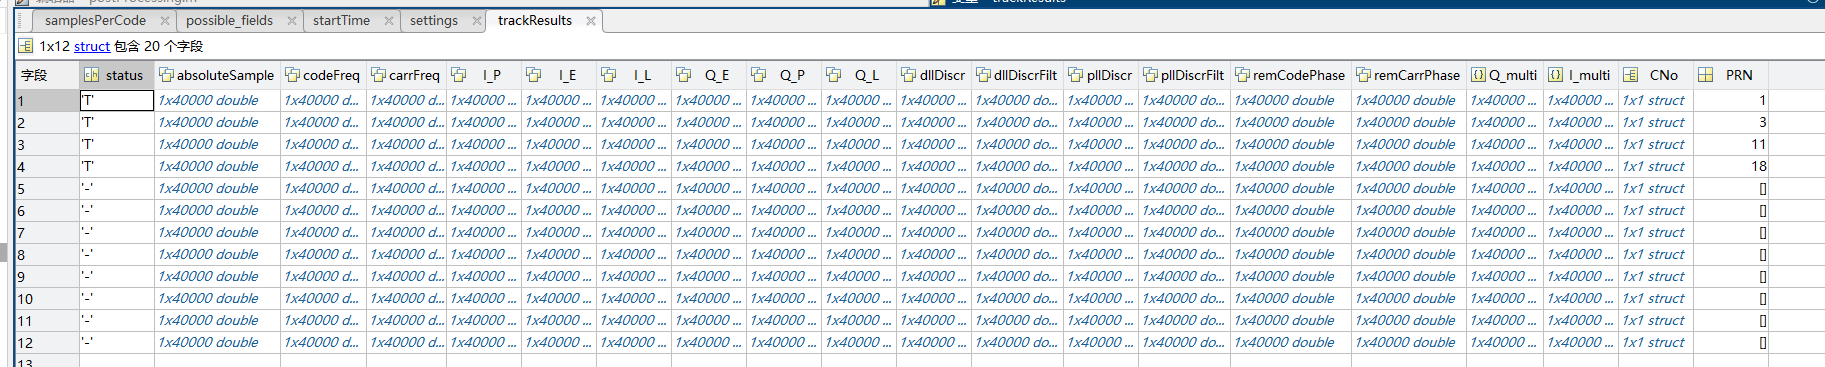 samplesPerCode possible_fields startTime settings trackResults
1x12 struct 包含 20 个字段
字段 status absoluteSample codeFreq carrFreq I_P I_E I_L Q_E Q_P Q_L dllDiscr dllDiscrFilt pllDiscr pllDiscrFilt remCodePhase remCarrPhase Q_multi I_multi CNo PRN
1 'T' 1x40000 double 1x40000 d... 1x40000 d... 1x40000 ... 1x40000 ... 1x40000 ... 1x40000 ... 1x40000 ... 1x40000 ... 1x40000 ... 1x40000 do... 1x40000 ... 1x40000 do... 1x40000 double 1x40000 double 1x40000 ... 1x40000 ... 1x1 struct 1
2 'T' 1x40000 double 1x40000 d... 1x40000 d... 1x40000 ... 1x40000 ... 1x40000 ... 1x40000 ... 1x40000 ... 1x40000 ... 1x40000 ... 1x40000 do... 1x40000 ... 1x40000 do... 1x40000 double 1x40000 double 1x40000 ... 1x40000 ... 1x1 struct 3
3 'T' 1x40000 double 1x40000 d... 1x40000 d... 1x40000 ... 1x40000 ... 1x40000 ... 1x40000 ... 1x40000 ... 1x40000 ... 1x40000 ... 1x40000 do... 1x40000 ... 1x40000 do... 1x40000 double 1x40000 double 1x40000 ... 1x40000 ... 1x1 struct 11
4 'T' 1x40000 double 1x40000 d... 1x40000 d... 1x40000 ... 1x40000 ... 1x40000 ... 1x40000 ... 1x40000 ... 1x40000 ... 1x40000 ... 1x40000 do... 1x40000 ... 1x40000 do... 1x40000 double 1x40000 double 1x40000 ... 1x40000 ... 1x1 struct 18
5 '-' 1x40000 double 1x40000 d... 1x40000 d... 1x40000 ... 1x40000 ... 1x40000 ... 1x40000 ... 1x40000 ... 1x40000 ... 1x40000 ... 1x40000 do... 1x40000 ... 1x40000 do... 1x40000 double 1x40000 double 1x40000 ... 1x40000 ... 1x1 struct []
6 '-' 1x40000 double 1x40000 d... 1x40000 d... 1x40000 ... 1x40000 ... 1x40000 ... 1x40000 ... 1x40000 ... 1x40000 ... 1x40000 ... 1x40000 do... 1x40000 ... 1x40000 do... 1x40000 double 1x40000 double 1x40000 ... 1x40000 ... 1x1 struct []
7 '-' 1x40000 double 1x40000 d... 1x40000 d... 1x40000 ... 1x40000 ... 1x40000 ... 1x40000 ... 1x40000 ... 1x40000 ... 1x40000 ... 1x40000 do... 1x40000 ... 1x40000 do... 1x40000 double 1x40000 double 1x40000 ... 1x40000 ... 1x1 struct []
8 '-' 1x40000 double 1x40000 d... 1x40000 d... 1x40000 ... 1x40000 ... 1x40000 ... 1x40000 ... 1x40000 ... 1x40000 ... 1x40000 ... 1x40000 do... 1x40000 ... 1x40000 do... 1x40000 double 1x40000 double 1x40000 ... 1x40000 ... 1x1 struct []
9 '-' 1x40000 double 1x40000 d... 1x40000 d... 1x40000 ... 1x40000 ... 1x40000 ... 1x40000 ... 1x40000 ... 1x40000 ... 1x40000 ... 1x40000 do... 1x40000 ... 1x40000 do... 1x40000 double 1x40000 double 1x40000 ... 1x40000 ... 1x1 struct []
10 '-' 1x40000 double 1x40000 d... 1x40000 d... 1x40000 ... 1x40000 ... 1x40000 ... 1x40000 ... 1x40000 ... 1x40000 ... 1x40000 ... 1x40000 do... 1x40000 ... 1x40000 do... 1x40000 double 1x40000 double 1x40000 ... 1x40000 ... 1x1 struct []
11 '-' 1x40000 double 1x40000 d... 1x40000 d... 1x40000 ... 1x40000 ... 1x40000 ... 1x40000 ... 1x40000 ... 1x40000 ... 1x40000 ... 1x40000 do... 1x40000 ... 1x40000 do... 1x40000 double 1x40000 double 1x40000 ... 1x40000 ... 1x1 struct []
12 '-' 1x40000 double 1x40000 d... 1x40000 d... 1x40000 ... 1x40000 ... 1x40000 ... 1x40000 ... 1x40000 ... 1x40000 ... 1x40000 ... 1x40000 do... 1x40000 ... 1x40000 do... 1x40000 double 1x40000 double 1x40000 ... 1x40000 ... 1x1 struct []
13